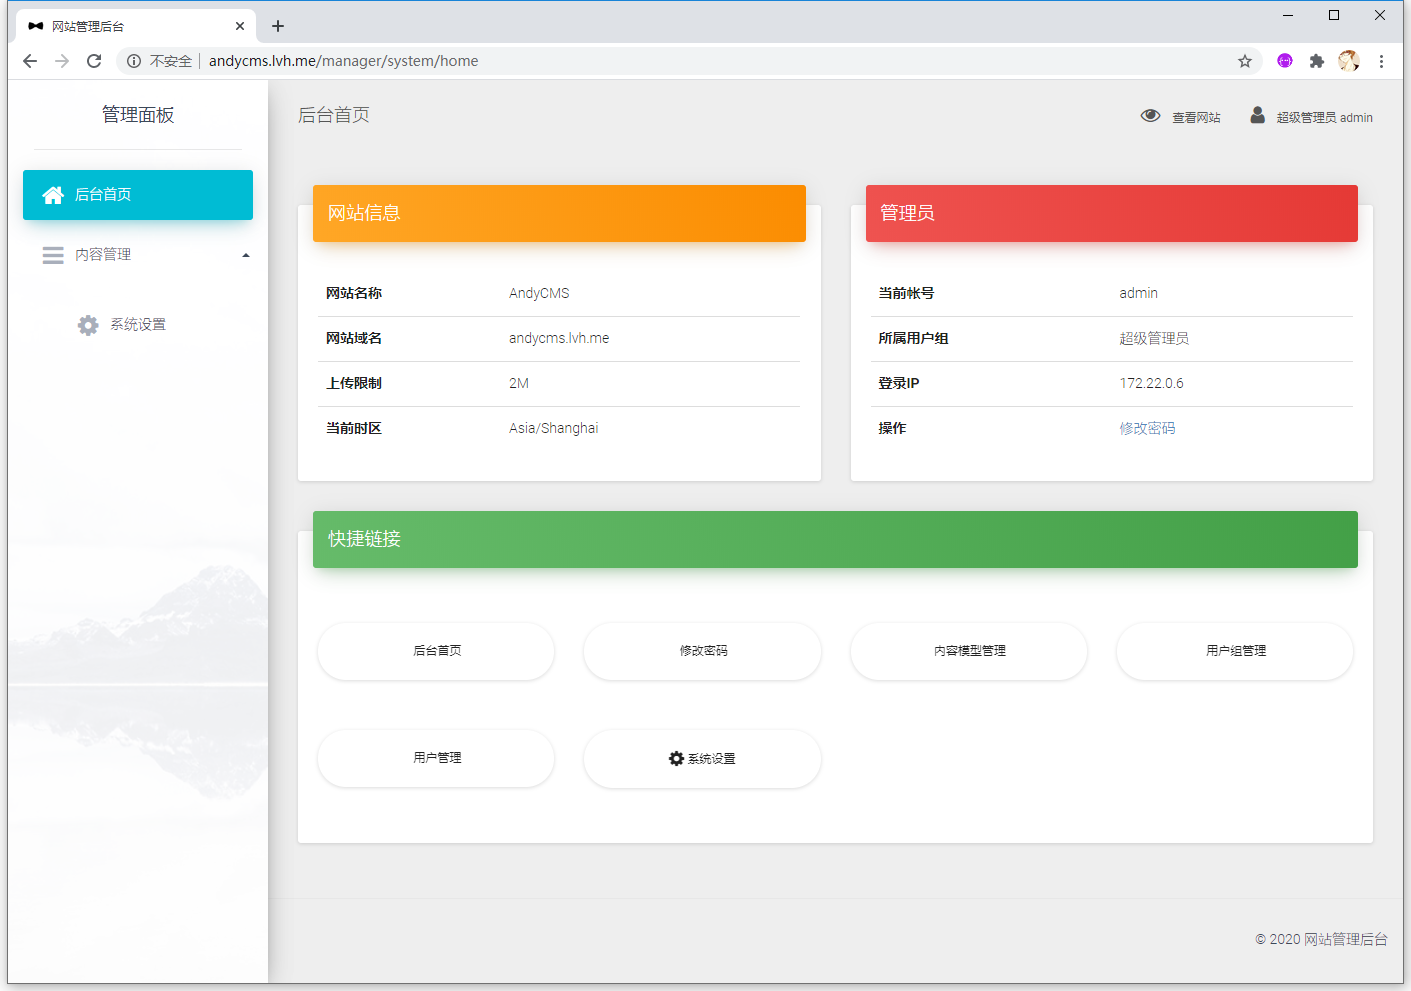 网站管理后台
不安全
andycms.lvh.me/manager/system/home
管理面板
后台首页
内容管理
系统设置
后台首页
查看网站
超级管理员 admin
网站信息
网站名称 AndyCMS
网站域名 andycms.lvh.me
上传限制 2M
当前时区 Asia/Shanghai
管理员
当前帐号 admin
所属用户组 超级管理员
登录IP 172.22.0.6
操作 修改密码
快捷链接
后台首页
修改密码
内容模型管理
用户组管理
用户管理
系统设置
© 2020 网站管理后台